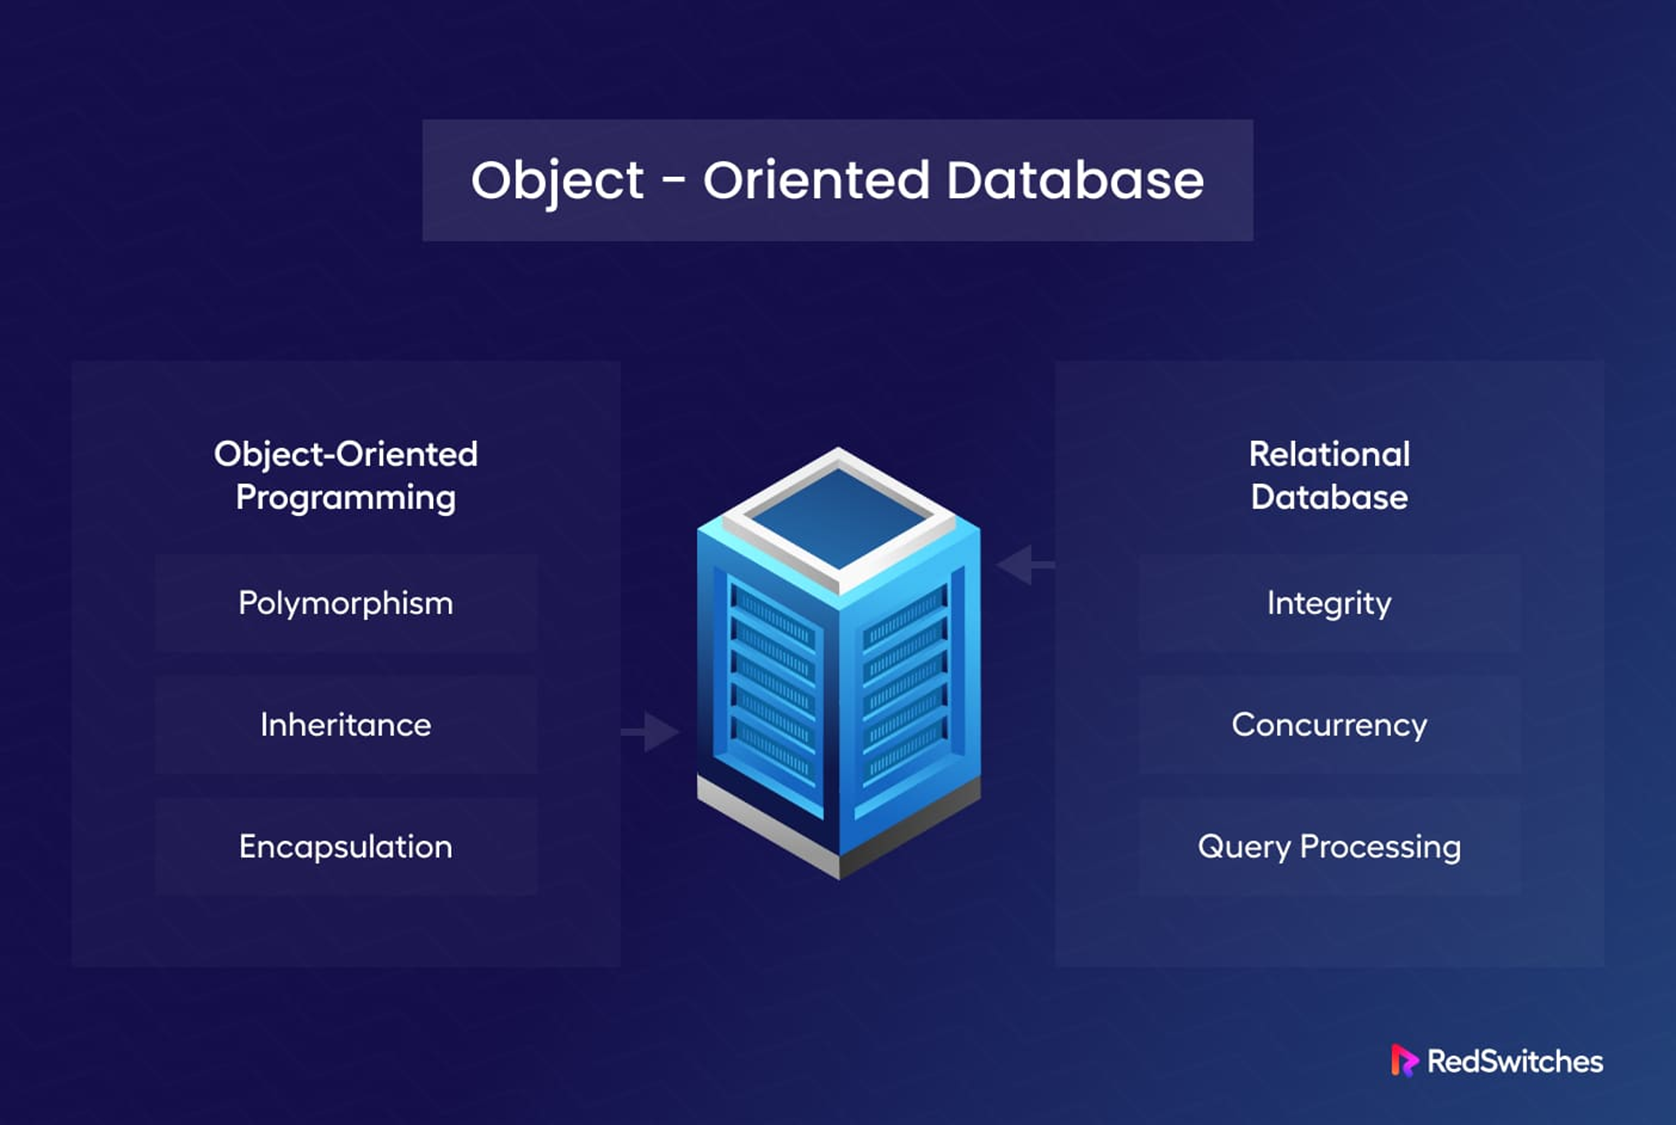 Object - Oriented Database
Object-Oriented
Programming
Polymorphism
Inheritance
Encapsulation
Relational
Database
Integrity
Concurrency
Query Processing
RedSwitches